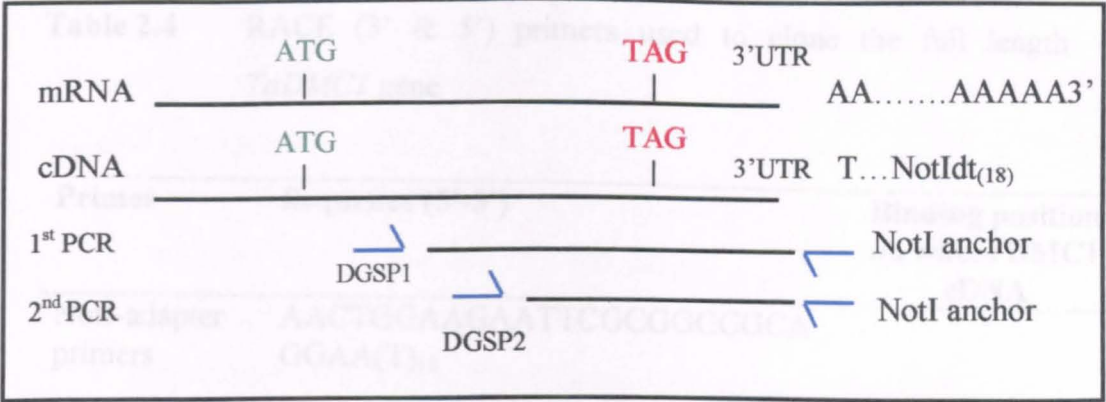 Table 2.4 RACE (3' & 5') primers used to clone the full length
gene
ATG TAG 3'UTR
mRNA AA.......AAAAA3'
ATG TAG
cDNA 3'UTR T...NotIdt(18)
Primer Sequence (5'-3')
Binding position
1st PCR NotI anchor
DGSP1
cDNA
2nd PCR NotI anchor
adapter AACTGGAAGAATTCGCGGCCGCA
DGSP2
primers GGAA(T)